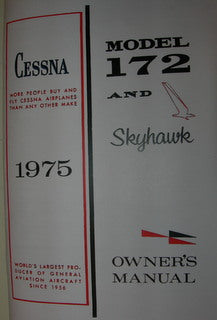 CESSNA
MORE PEOPLE BUY AND
FLY CESSNA AIRPLANES
THAN ANY OTHER MAKE
1975
WORLD'S LARGEST PRO-
DUCER OF GENERAL
AVIATION AIRCRAFT
SINCE 1956
MODEL
172
AND
Skyhawk
OWNER'S
MANUAL